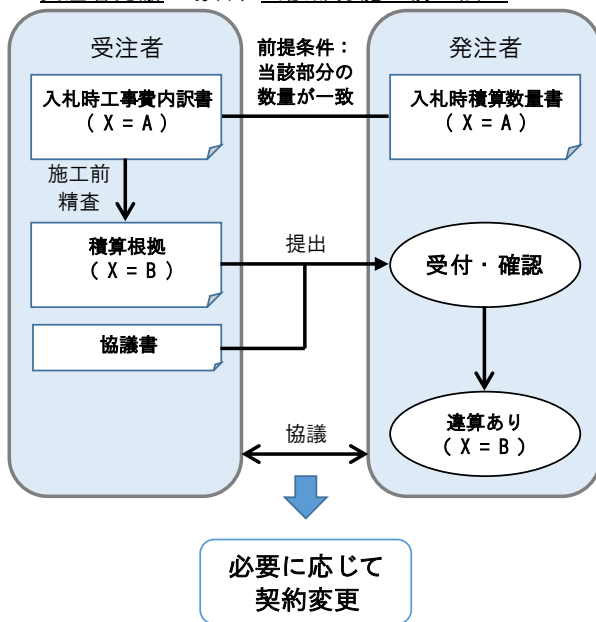 受注者
前提条件：
当該部分の
数量が一致
発注者
入札時工事費内訳書
( X = A )
入札時積算数量書
( X = A )
施工前
精査
積算根拠
( X = B )
提出
受付・確認
協議書
協議
違算あり
( X = B )
必要に応じて
契約変更